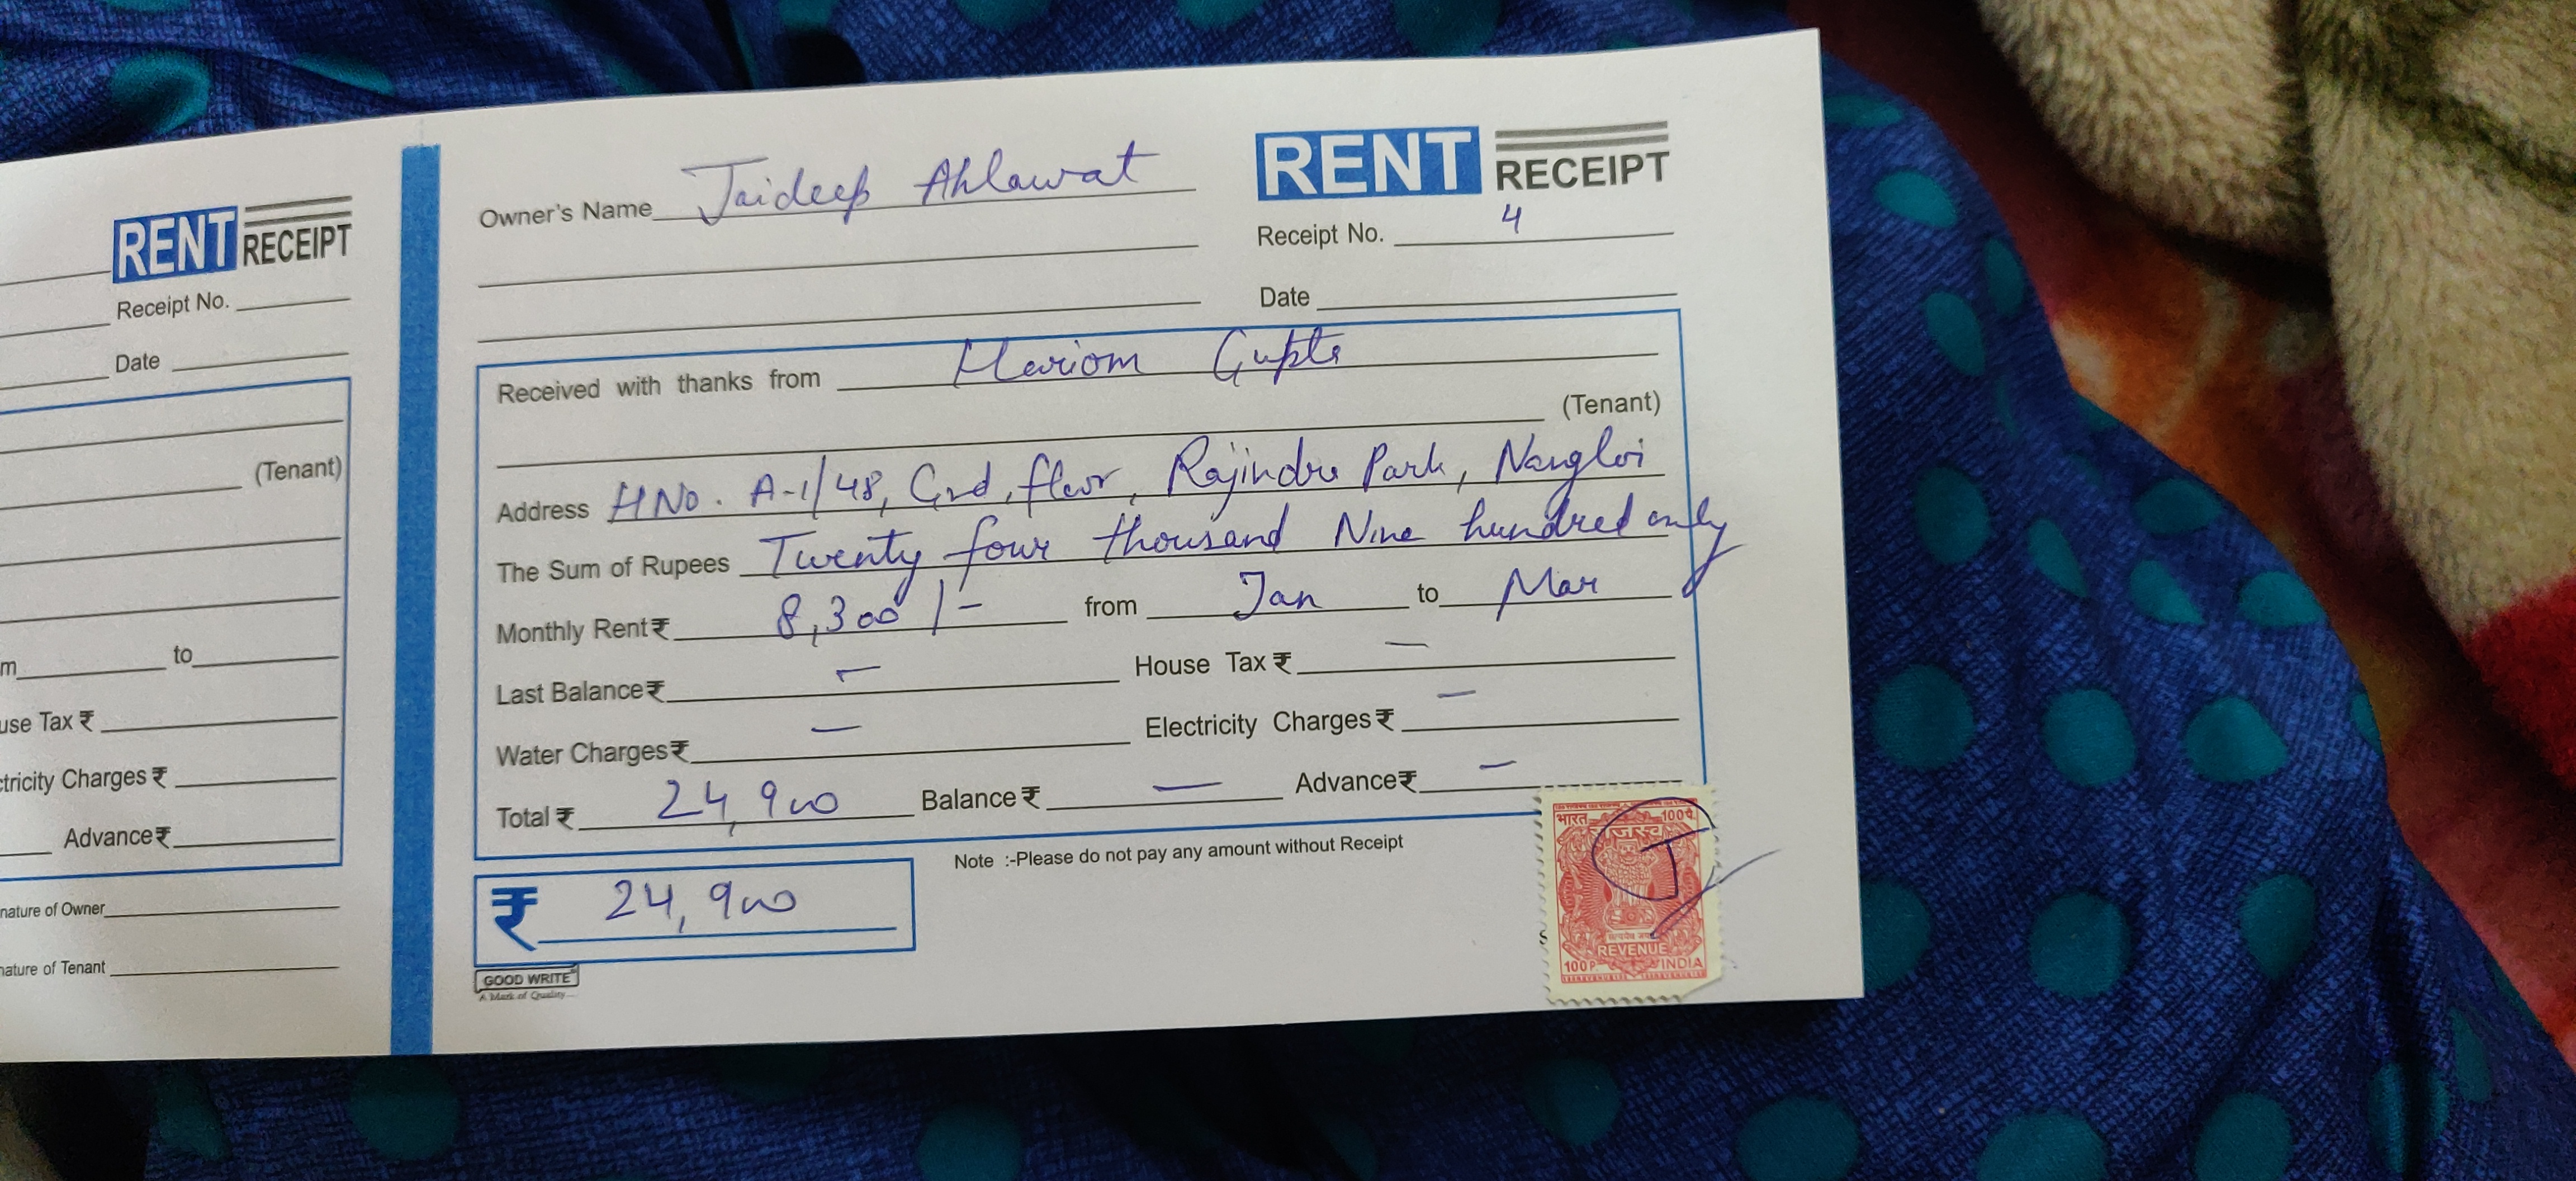 RENT RECEIPT
Receipt No.
Date
(Tenant)
to
use Tax ₹
ctricity Charges ₹
Advance ₹
nature of Owner
nature of Tenant
Owner's Name Jaideep Ahlawat
RENT RECEIPT
Receipt No. 4
Date
Received with thanks from Hariom Gupta
(Tenant)
Address HNo. A-1/48, Grd, floor, Rajindra Park, Nangloi
The Sum of Rupees Twenty four thousand Nine hundred only
Monthly Rent ₹ 8,300/- from Jan to Mar
Last Balance ₹ - House Tax ₹ -
Water Charges ₹ - Electricity Charges ₹ -
Total ₹ 24,900 Balance ₹ - Advance ₹ -
₹ 24,900
Note :-Please do not pay any amount without Receipt
GOOD WRITE
A Mark of Quality
भारत 100प
REVENUE
100P INDIA